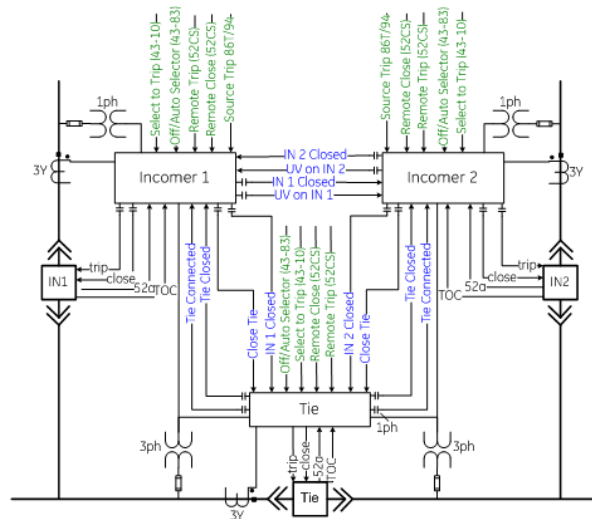 1ph
Select to Trip (43-10)
Off/Auto Selector (43-83)
Remote Trip (52CS)
Remote Close (52CS)
Source Trip 86T/94
Source Trip 86T/94
Remote Close (52CS)
Remote Trip (52CS)
Off/Auto Selector (43-83)
Select to Trip (43-10)
1ph
3Y
Incomer 1
IN 2 Closed
UV on IN 2
IN 1 Closed
UV on IN 1
Incomer 2
3Y
IN1
trip
close
52a
TOC
Tie Connected
Tie Closed
Close Tie
IN 1 Closed
Off/Auto Selector (43-83)
Select to Trip (43-10)
Remote Close (52CS)
Remote Trip (52CS)
IN 2 Closed
Close Tie
Tie Closed
Tie Connected
TOC
52a
close
trip
IN2
Tie
1ph
3ph
trip
close
52a
TOC
3ph
3Y
Tie